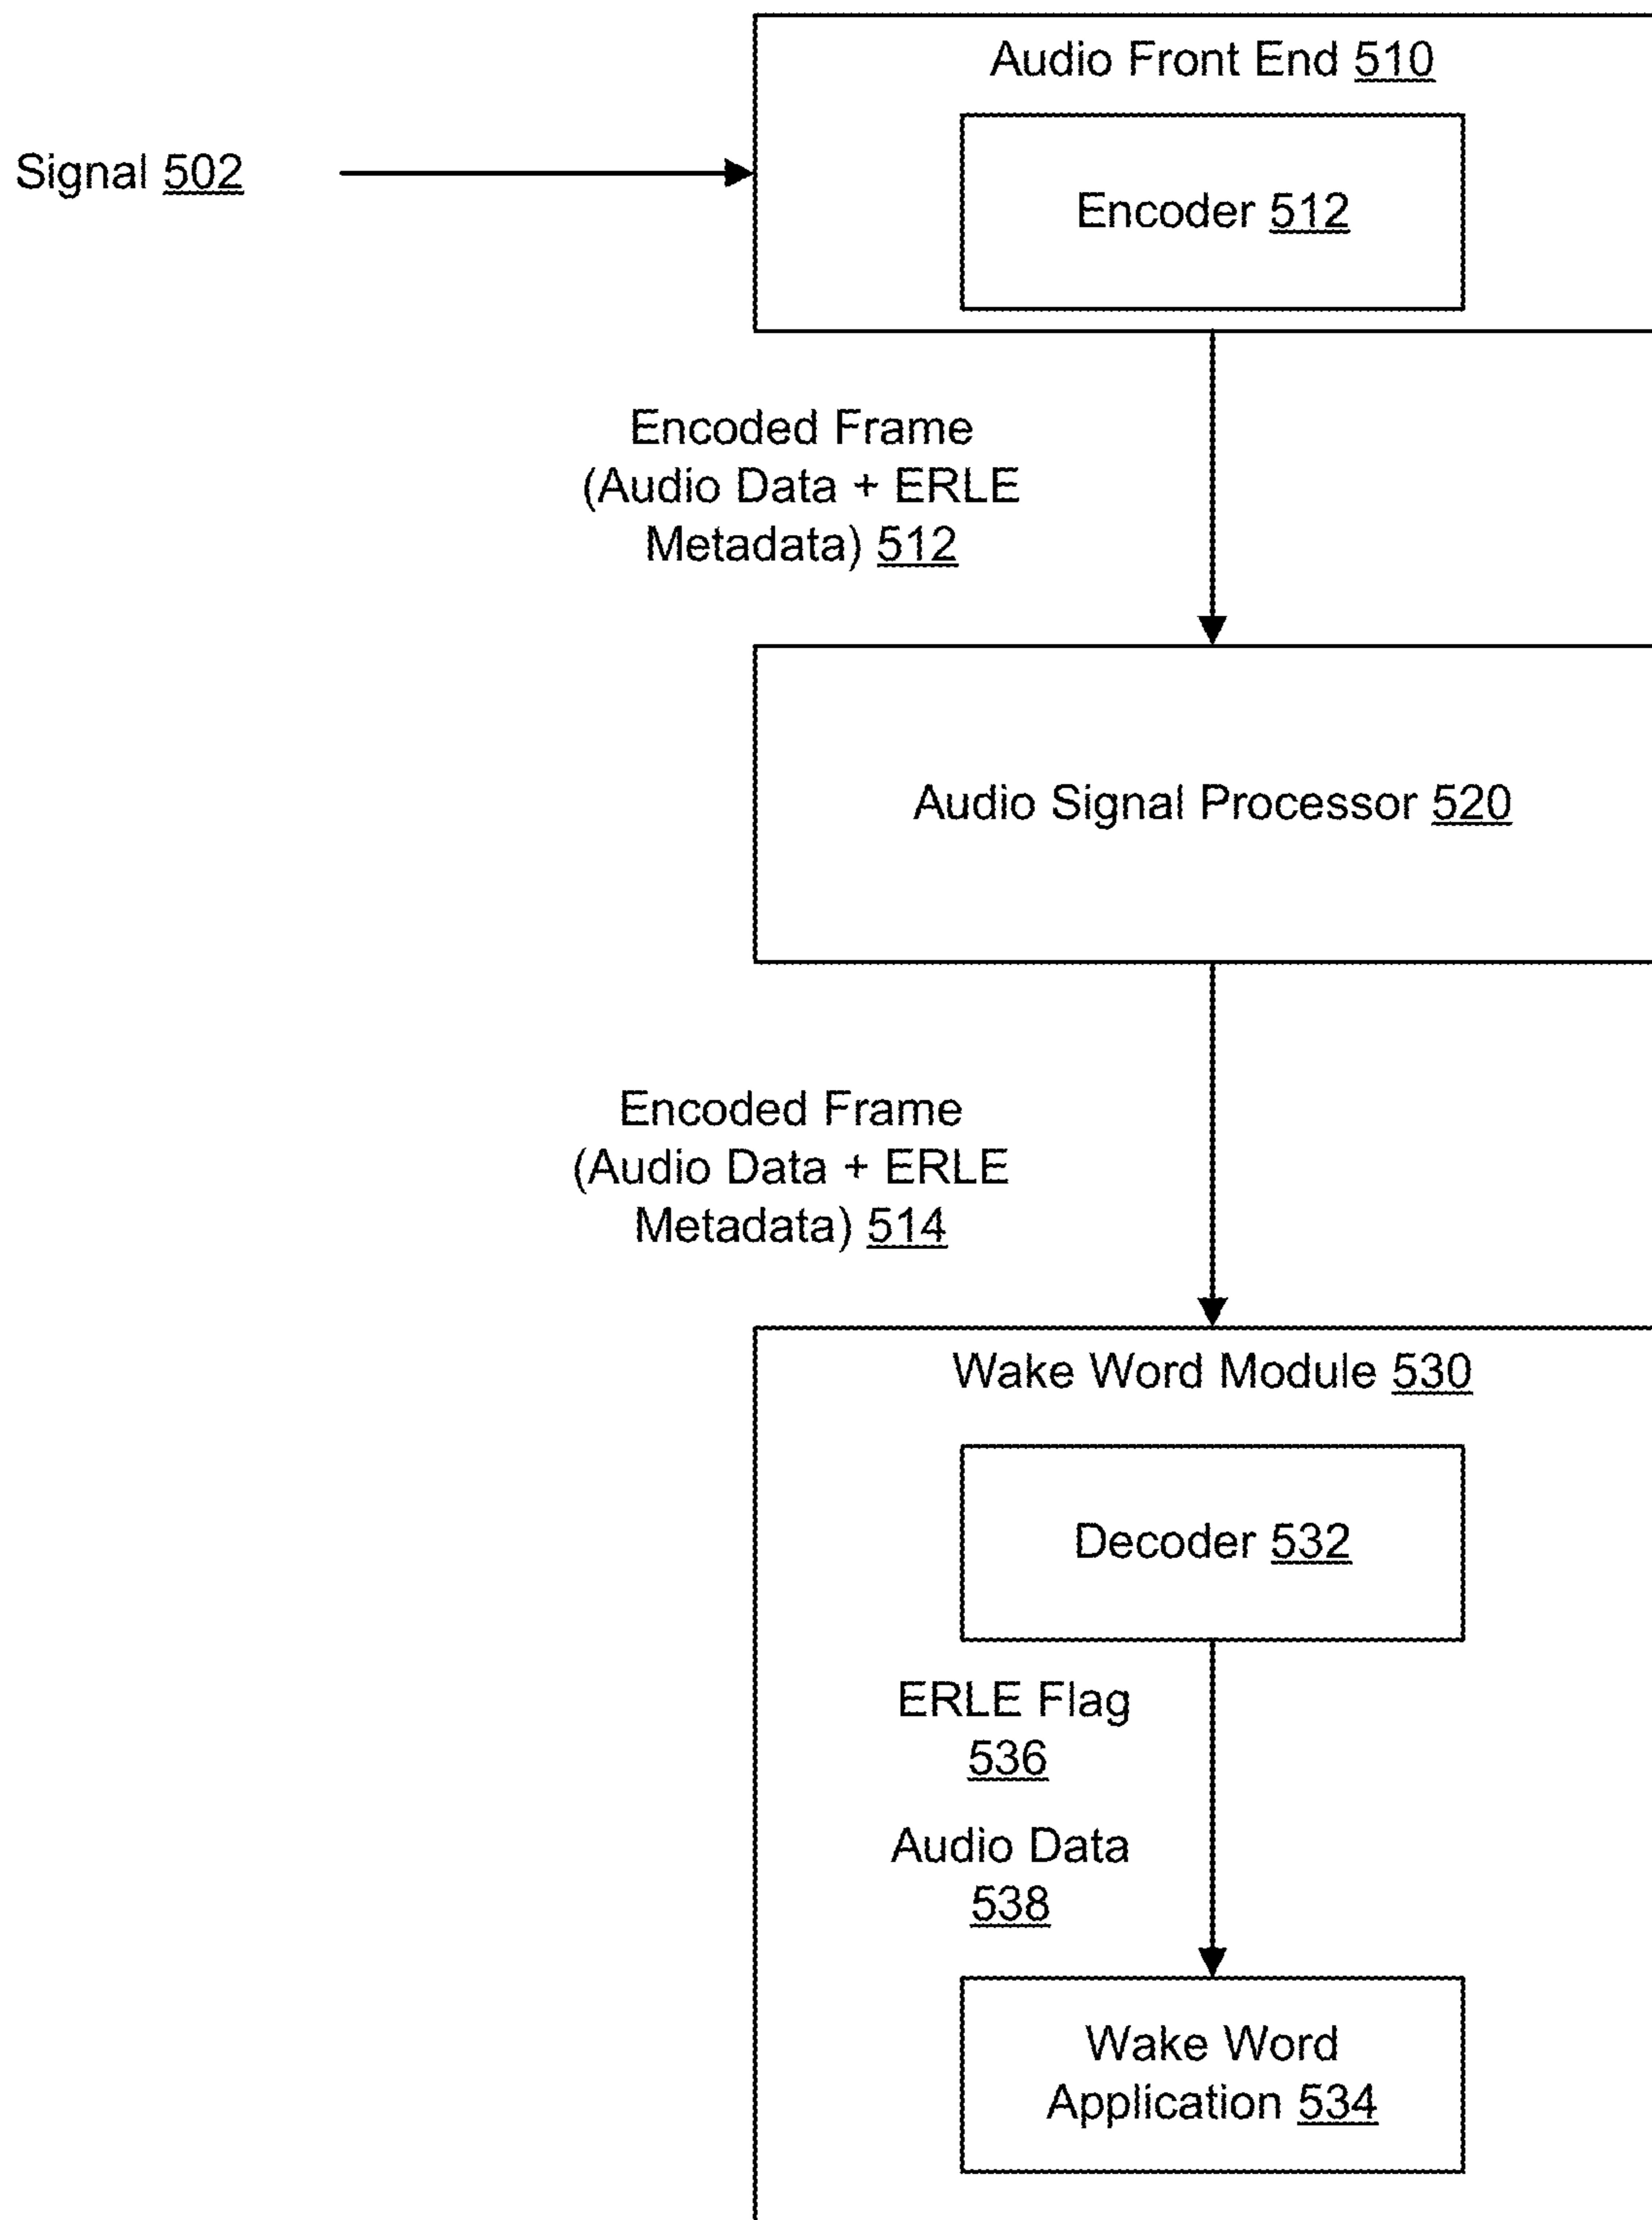 Audio Front End 510
Signal 502
Encoder 512
Encoded Frame
(Audio Data + ERLE
Metadata) 512
Audio Signal Processor 520
Encoded Frame
(Audio Data + ERLE
Metadata) 514
Wake Word Module 530
Decoder 532
ERLE Flag
536
Audio Data
538
Wake Word
Application 534